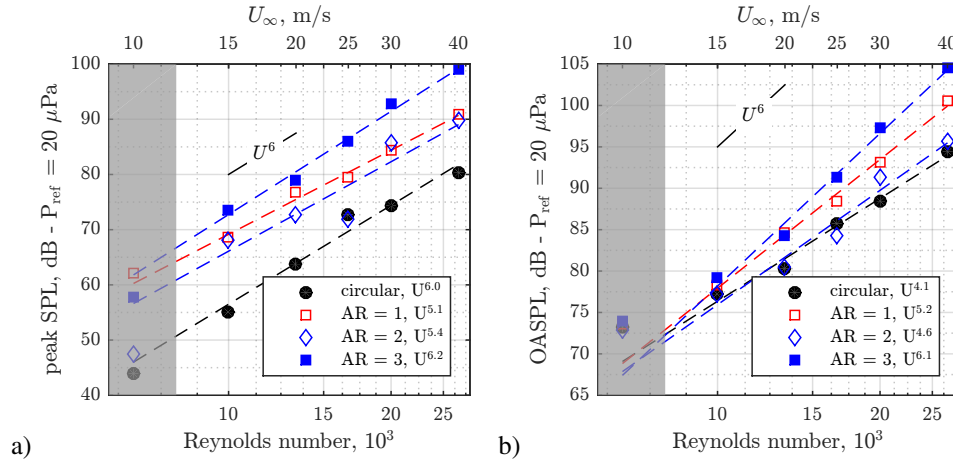 U∞, m/s
10 15 20 25 30 40
100
90
80
70
60
50
40
peak SPL, dB - Pref = 20 μPa
U6
circular, U6.0
AR = 1, U5.1
AR = 2, U5.4
AR = 3, U6.2
10 15 20 25
Reynolds number, 103
a)
U∞, m/s
10 15 20 25 30 40
105
100
95
90
85
80
75
70
65
OASPL, dB - Pref = 20 μPa
U6
circular, U4.1
AR = 1, U5.2
AR = 2, U4.6
AR = 3, U6.1
10 15 20 25
Reynolds number, 103
b)